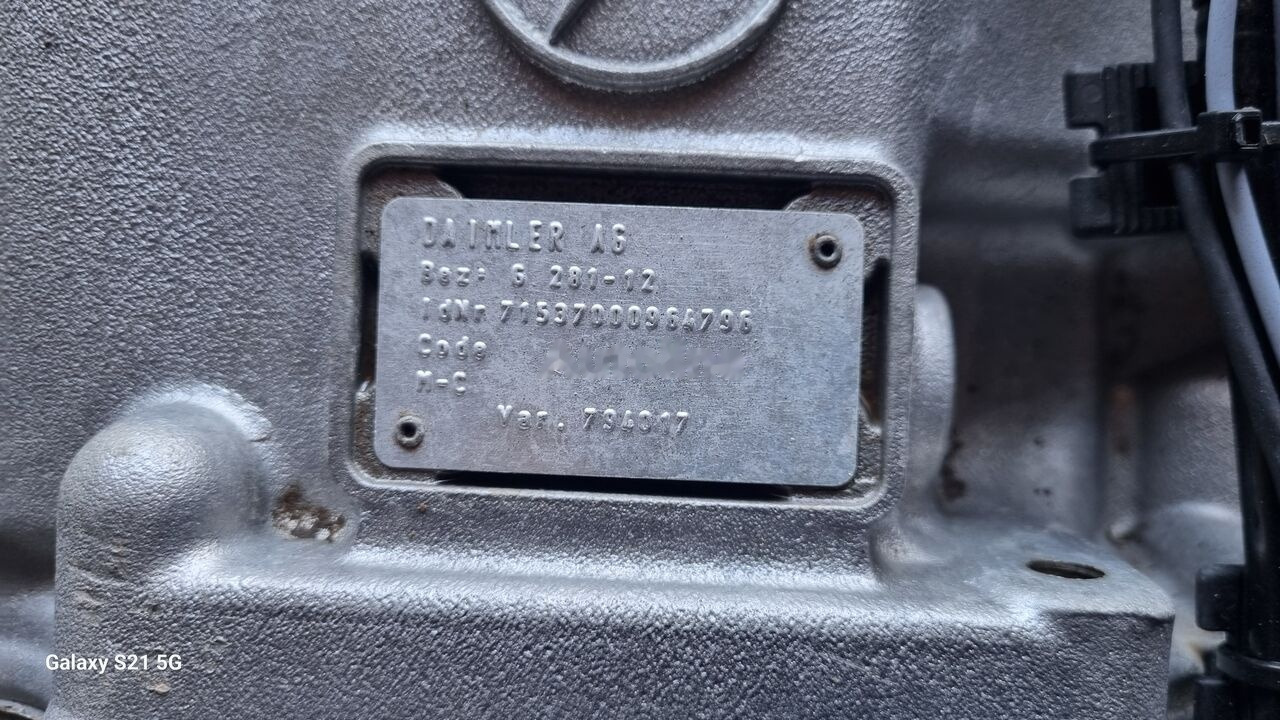 DAIMLER AG
Bez: G 281-12
IdNr 71537000964796
Code
M-C
Var. 794017
Galaxy S21 5G